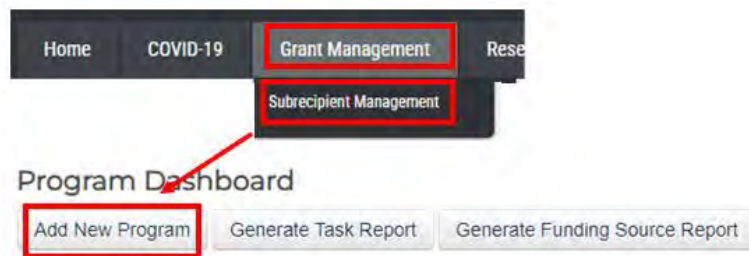 Home COVID-19 Grant Management Rese
Subrecipient Management
Program Dashboard
Add New Program Generate Task Report Generate Funding Source Report